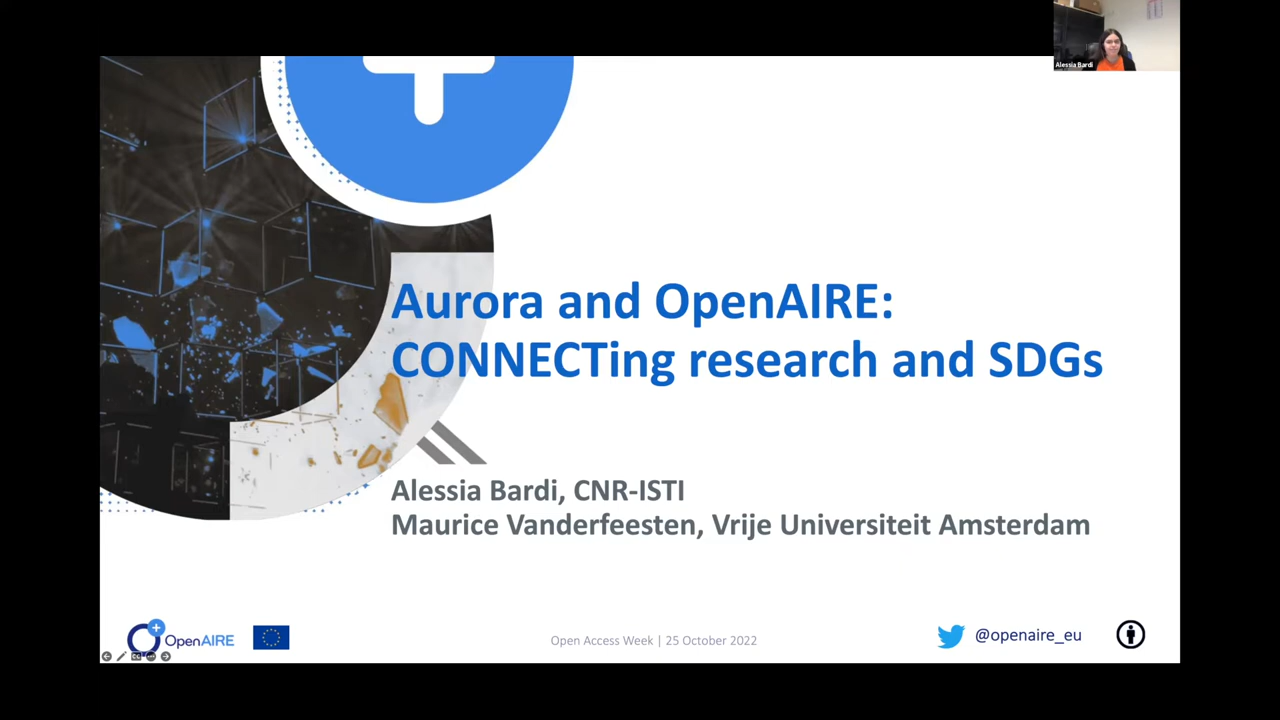 Alessia Bardi
Aurora and OpenAIRE:
CONNECTing research and SDGs
Alessia Bardi, CNR-ISTI
Maurice Vanderfeesten, Vrije Universiteit Amsterdam
OpenAIRE
Open Access Week | 25 October 2022
@openaire_eu